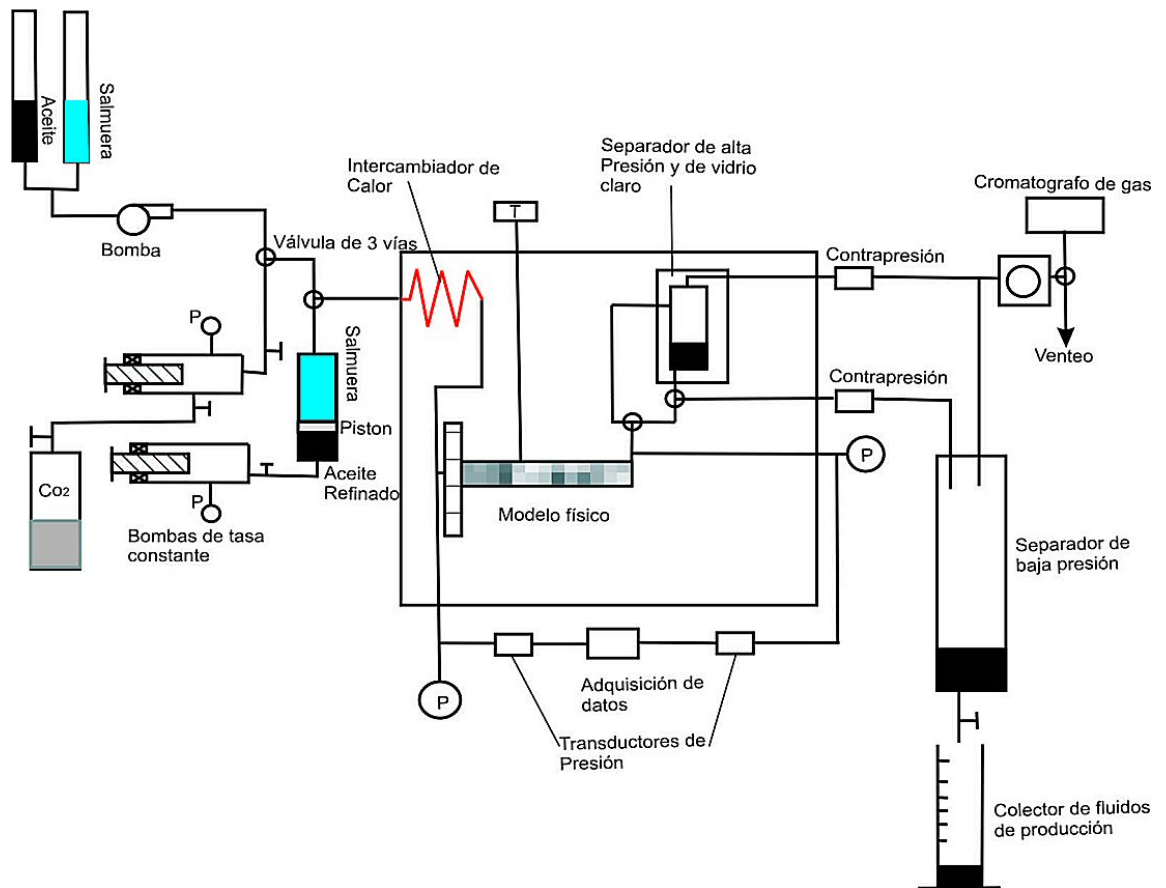 Aceite
Salmuera
Bomba
Válvula de 3 vías
Intercambiador de
Calor
T
Separador de alta
Presión y de vidrio
claro
Cromatografo de gas
Contrapresión
Venteo
Contrapresión
P
Salmuera
Piston
Aceite
Refinado
Co2
P
Bombas de tasa
constante
Modelo físico
P
Separador de
baja presión
P
Adquisición de
datos
Transductores de
Presión
Colector de fluidos
de producción